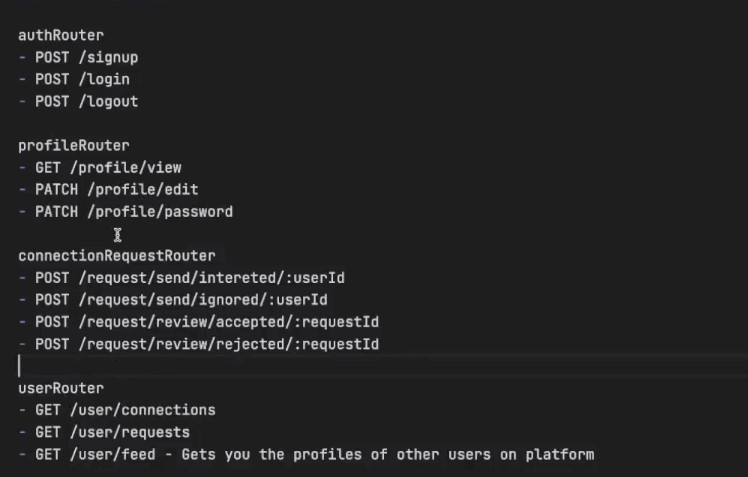 authRouter
- POST /signup
- POST /login
- POST /logout
profileRouter
- GET /profile/view
- PATCH /profile/edit
- PATCH /profile/password
connectionRequestRouter
- POST /request/send/intereted/:userId
- POST /request/send/ignored/:userId
- POST /request/review/accepted/:requestId
- POST /request/review/rejected/:requestId
userRouter
- GET /user/connections
- GET /user/requests
- GET /user/feed - Gets you the profiles of other users on platform